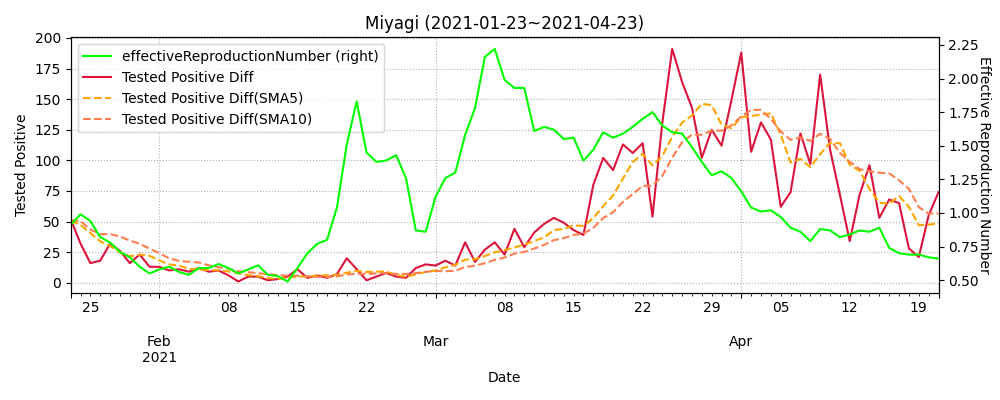 Miyagi (2021-01-23~2021-04-23)
effectiveReproductionNumber (right)
Tested Positive Diff
Tested Positive Diff(SMA5)
Tested Positive Diff(SMA10)
Tested Positive
200
175
150
125
100
75
50
25
0
2.25
2.00
1.75
1.50
1.25
1.00
0.75
0.50
Effective Reproduction Number
25 08 15 22 08 15 22 29 05 12 19
Feb Mar Apr
2021
Date